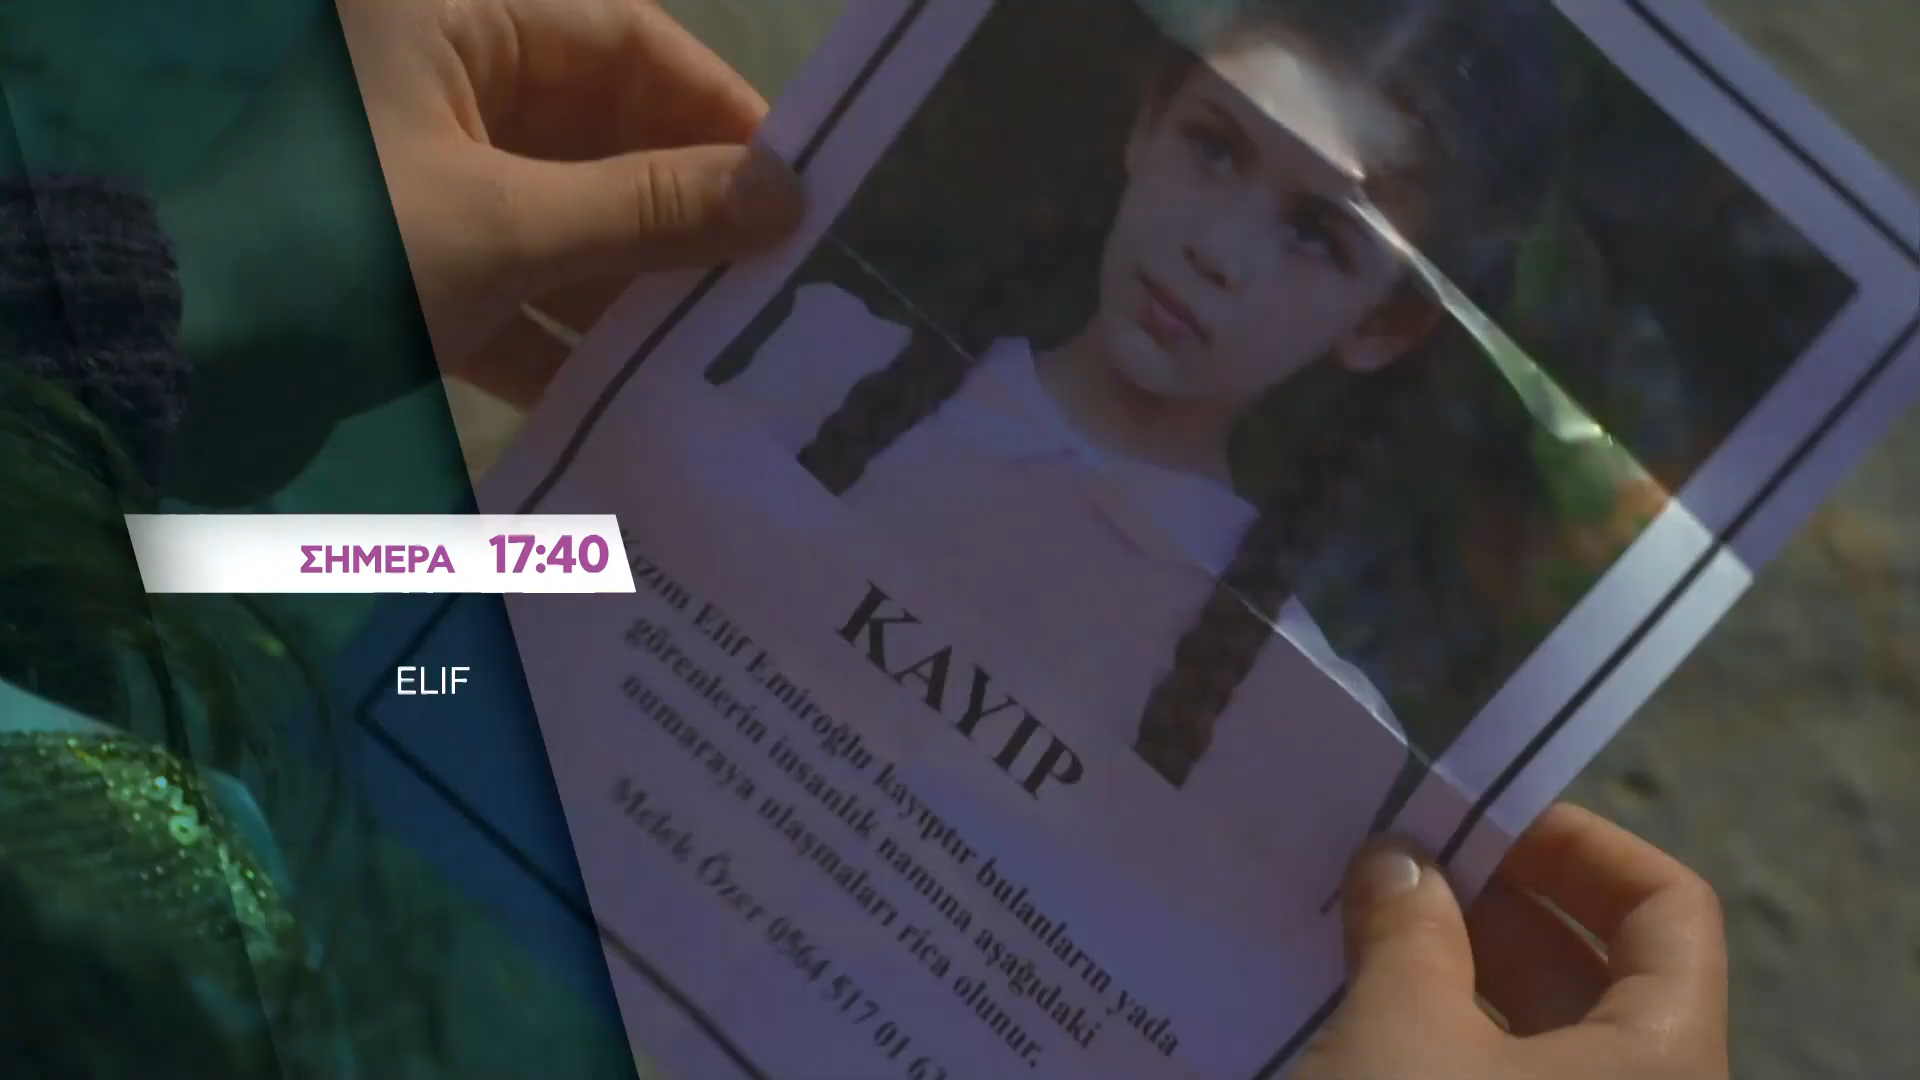 ΣΗΜΕΡΑ 17:40
ELIF
KAYIP
Kızım Elif Emiroğlu kayıptır bulanların yada
görenlerin insanlık namına aşağıdaki
numaraya ulaşmaları rica olunur.
Melek Özer 0564 517 01